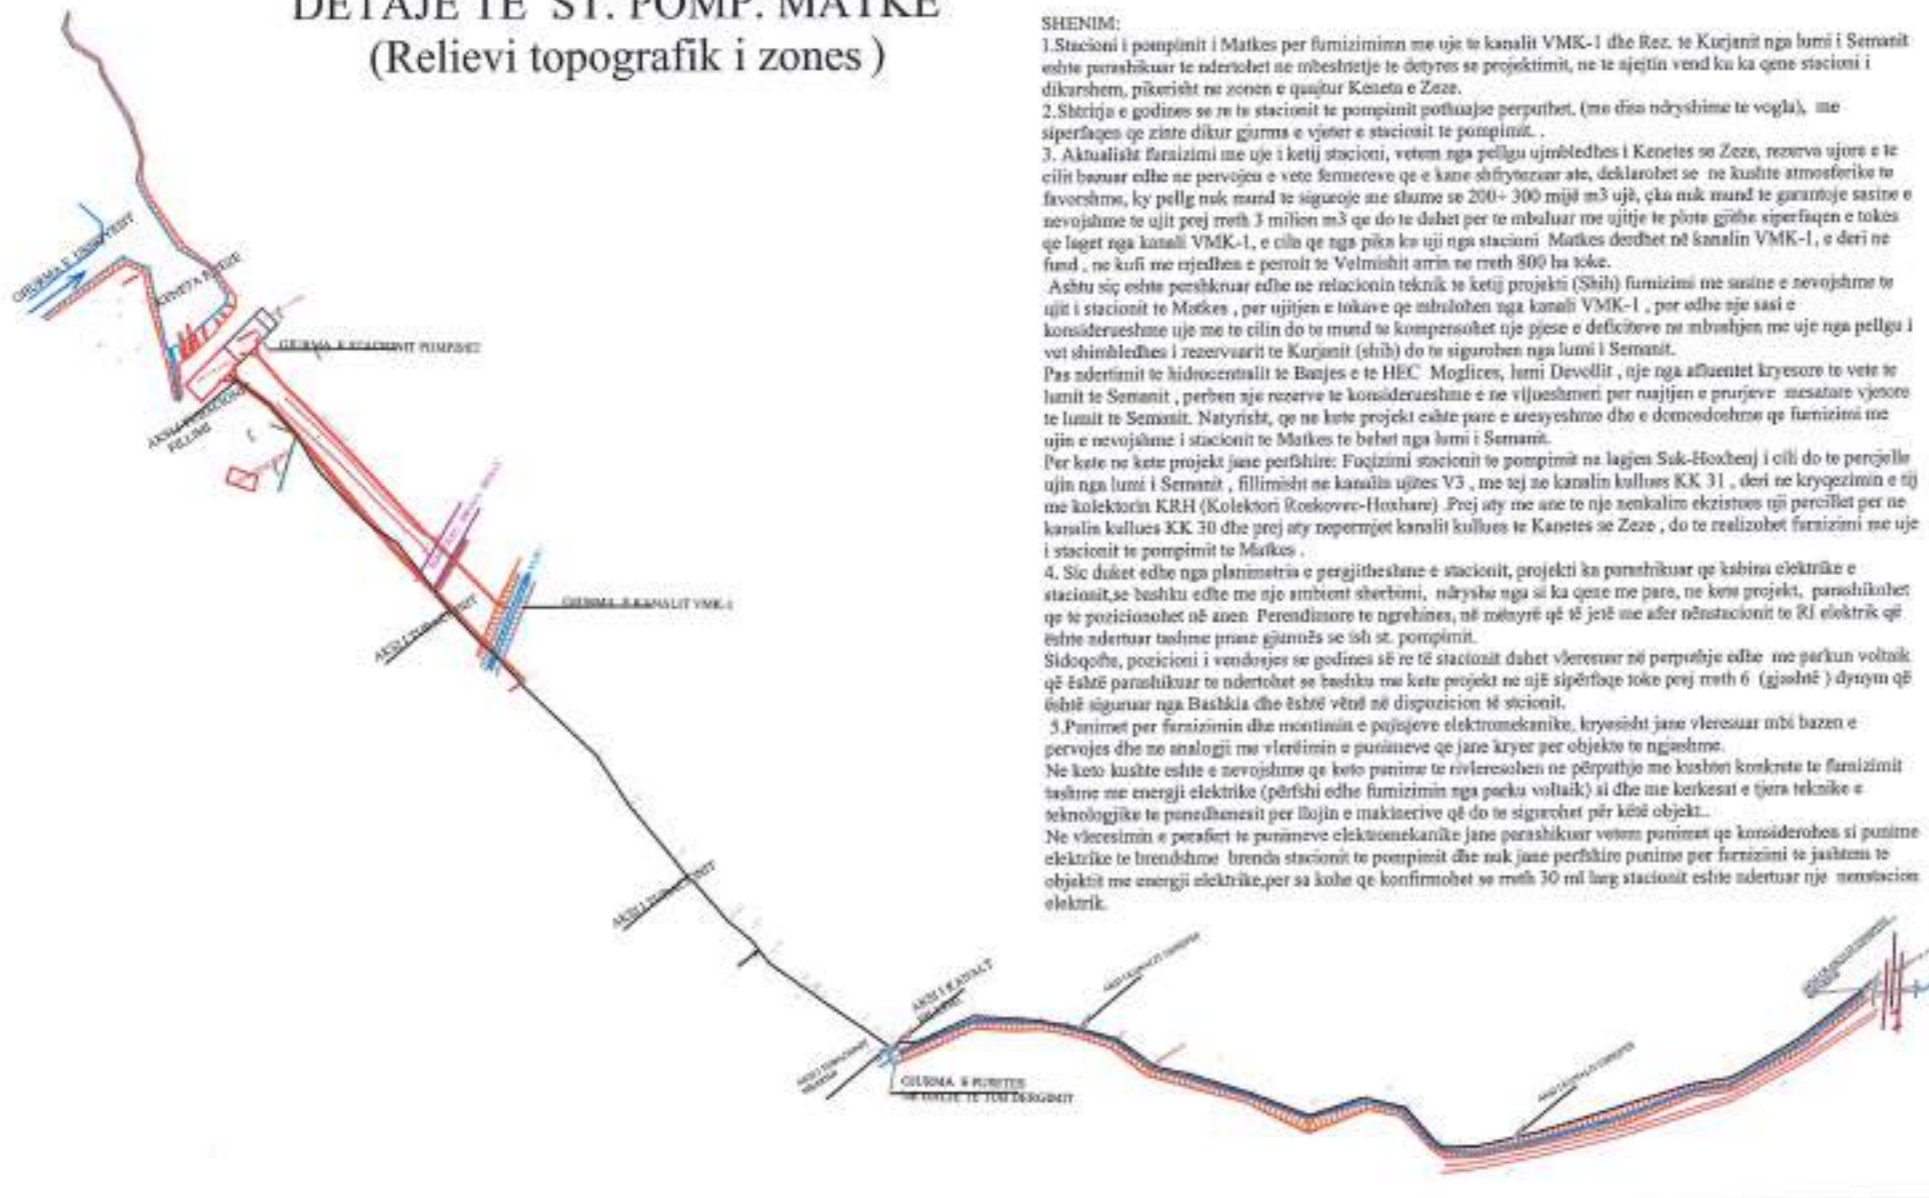 DETAJE TE ST. POMP. MATKE
(Relievi topografik i zones )
SHENIM:
1.Stacioni i pompimit i Matkes per furnizimin me uje te kanalit VMK-1 dhe Rez. te Kurjanit nga lumi i Semanit
eshte parashikuar te ndertohet ne mbeshtetje te detyres se projektimit, ne te njejtin vend ku ka qene stacioni i
dikurshem, pikerisht ne zonen e quajtur Keneta e Zeze.
2.Shtrirja e godines se re te stacionit te pompimit pothuajse perputhet, (me disa ndryshime te vogla), me
siperfaqen qe zinte dikur gjurma e vjeter e stacionit te pompimit. .
3. Aktualisht furnizimi me uje i ketij stacioni, vetem nga pellgu ujmbledhes i Kenetes se Zeze, rezerva ujore e te
cilit bazuar edhe ne pervojen e vete fermereve qe e kane shfrytezuar ate, deklarohet se ne kushte atmosferike te
favorshme, ky pellg nuk mund te siguroje me shume se 200÷ 300 mijë m3 ujë, çka nuk mund te garantoje sasine e
nevojshme te ujit prej rreth 3 milion m3 qe do te duhet per te mbuluar me ujitje te plote gjithe siperfaqen e tokes
qe laget nga kanali VMK-1, e cila qe nga pika ku uji nga stacioni Matkes derdhet në kanalin VMK-1, e deri ne
fund , ne kufi me rrjedhen e perroit te Velmishit arrin ne rreth 800 ha toke.
Ashtu siç eshte pershkruar edhe ne relacionin teknik te ketij projekti (Shih) furnizimi me sasine e nevojshme te
ujit i stacionit te Matkes , per ujitjen e tokave qe mbulohen nga kanali VMK-1 , por edhe nje sasi e
konsiderueshme uje me te cilin do te mund te kompensohet nje pjese e deficiteve ne mbushjen me uje nga pellgu i
vet shimbledhes i rezervuarit te Kurjanit (shih) do te sigurohen nga lumi i Semanit.
Pas ndertimit te hidrocentralit te Banjes e te HEC Moglices, lumi Devollit , nje nga afluentet kryesore te vete te
lumit te Semanit , perben nje rezerve te konsiderueshme e ne vijueshmeri per ruajtjen e prurjeve mesatare vjetore
te lumit te Semanit. Natyrisht, qe ne kete projekt eshte pare e aresyeshme dhe e domosdoshme qe furnizimi me
ujin e nevojshme i stacionit te Matkes te behet nga lumi i Semanit.
Per kete ne kete projekt jane perfshire: Fuqizimi stacionit te pompimit ne lagjen Suk-Hoxhenj i cili do te percjelle
ujin nga lumi i Semanit , fillimisht ne kanalin ujites V3 , me tej ne kanalin kullues KK 31 , deri ne kryqezimin e tij
me kolektorin KRH (Kolektori Roskovec-Hoxhare) .Prej aty me ane te nje nenkalim ekzistues uji percillet per ne
kanalin kullues KK 30 dhe prej aty nepermjet kanalit kullues te Kanetes se Zeze , do te realizohet furnizimi me uje
i stacionit te pompimit te Matkes .
4. Sic duket edhe nga planimetria e pergjitheshme e stacionit, projekti ka parashikuar qe kabina elektrike e
stacionit,se bashku edhe me nje ambient sherbimi, ndryshe nga si ka qene me pare, ne kete projekt, parashikohet
qe te pozicionohet në anen Perendimore te ngrehines, në mënyrë që të jetë me afer nënstacionit te RI elektrik që
është ndertuar tashme prane gjurmës se ish st. pompimit.
Sidoqofte, pozicioni i vendosjes se godines së re të stacionit duhet vleresuar në perputhje edhe me parkun voltaik
që është parashikuar te ndertohet se bashku me kete projekt ne një sipërfaqe toke prej rreth 6 (gjashtë ) dynym që
është siguruar nga Bashkia dhe është vënë në dispozicion të stcionit.
5.Punimet per furnizimin dhe montimin e pajisjeve elektromekanike, kryesisht jane vleresuar mbi bazen e
pervojes dhe ne analogji me vlerësimin e punimeve qe jane kryer per objekte te ngjashme.
Ne keto kushte eshte e nevojshme qe keto punime te rivleresohen ne përputhje me kushtet konkrete te furnizimit
tashme me energji elektrike (përfshi edhe furnizimin nga parku voltaik) si dhe me kerkesat e tjera teknike e
teknologjike te punedhenesit per llojin e makinerive që do te sigurohet për këtë objekt..
Ne vleresimin e perafert te punimeve elektromekanike jane parashikuar vetem punimet qe konsiderohen si punime
elektrike te brendshme brenda stacionit te pompimit dhe nuk jane perfshire punime per furnizimi te jashtem te
objektit me energji elektrike,per sa kohe qe konfirmohet se rreth 30 ml larg stacionit eshte ndertuar nje nenstacion
elektrik.
KENETA E ZEZE
GJURMA E STACIONIT POMPIMIT
FILLIMI
GJURMA E KANALIT VMK-1
AKSI I KANALIT
GJURMA E PUSETES
NE DALJE TE TUB DERGIMIT